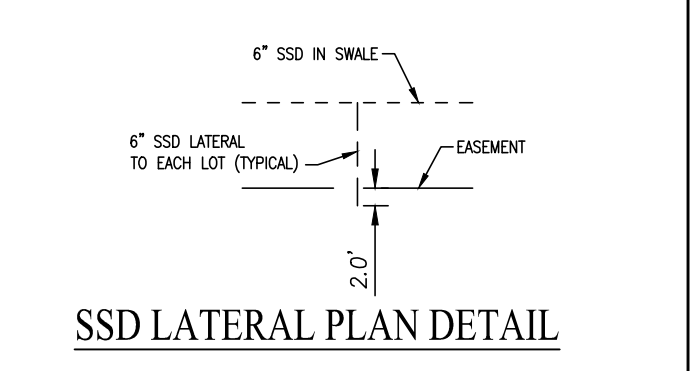 6" SSD IN SWALE
6" SSD LATERAL
TO EACH LOT (TYPICAL)
EASEMENT
2.0'
SSD LATERAL PLAN DETAIL